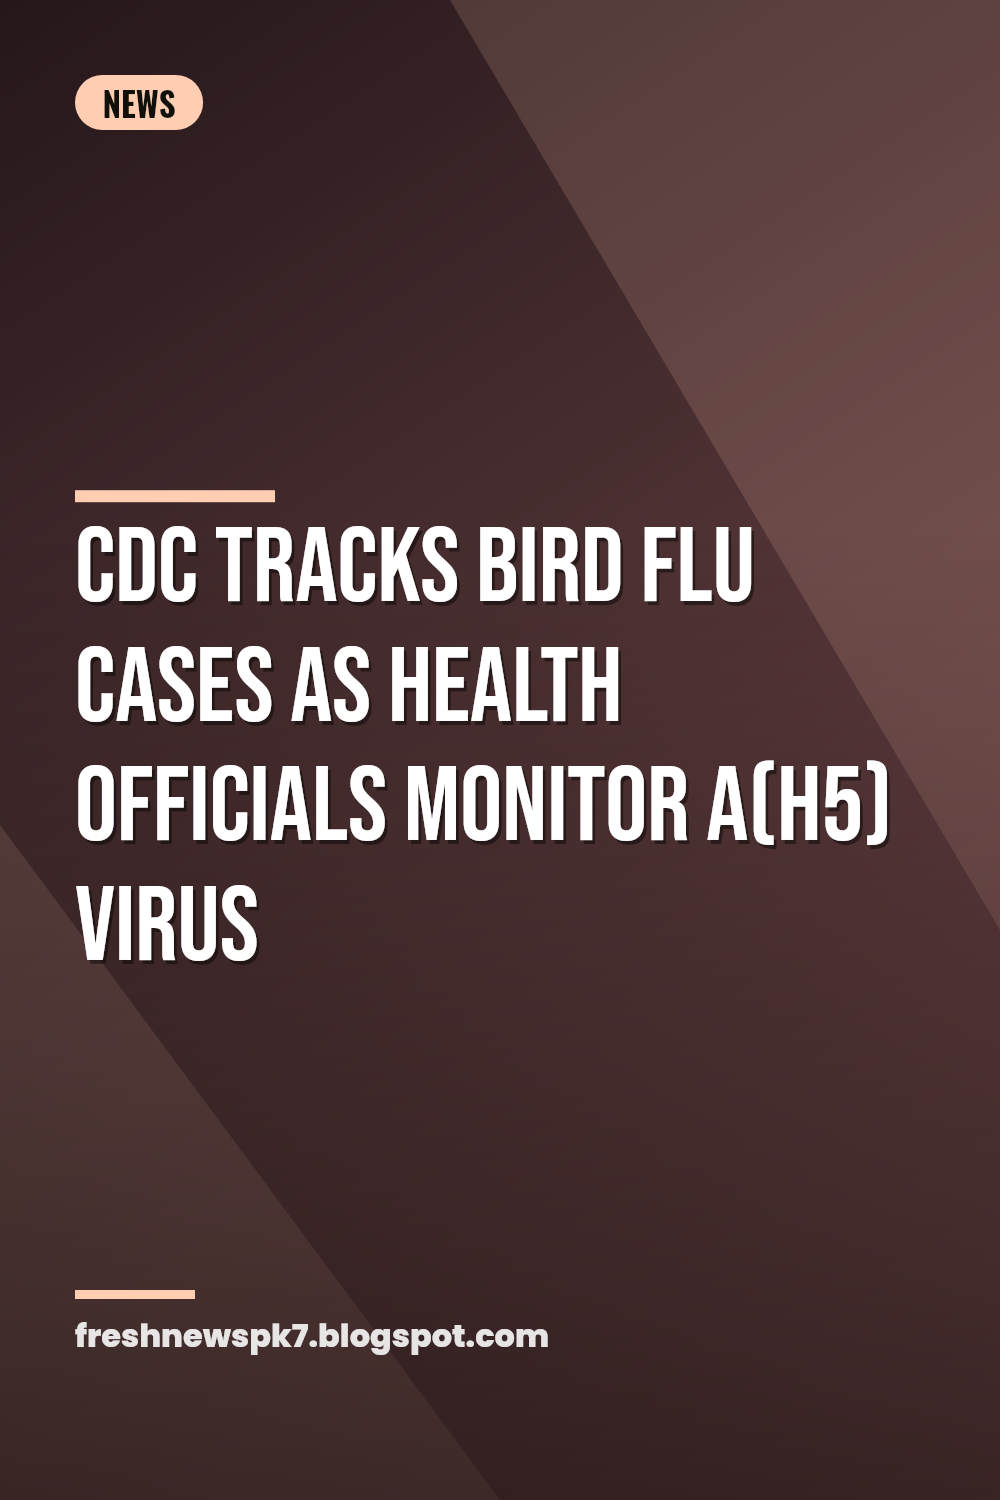 NEWS
CDC TRACKS BIRD FLU
CASES AS HEALTH
OFFICIALS MONITOR A(H5)
VIRUS
freshnewspk7.blogspot.com